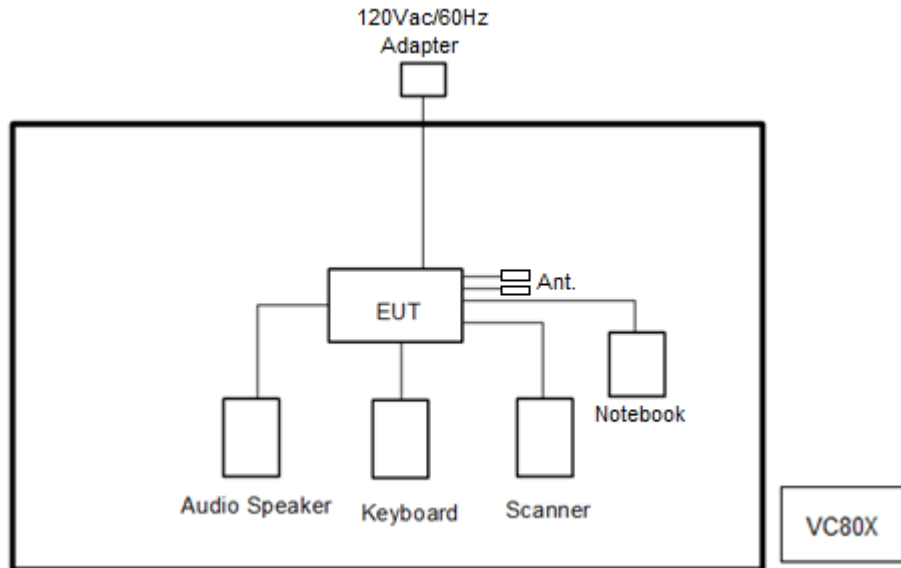 120Vac/60Hz
Adapter
EUT
Ant.
Notebook
Audio Speaker
Keyboard
Scanner
VC80X